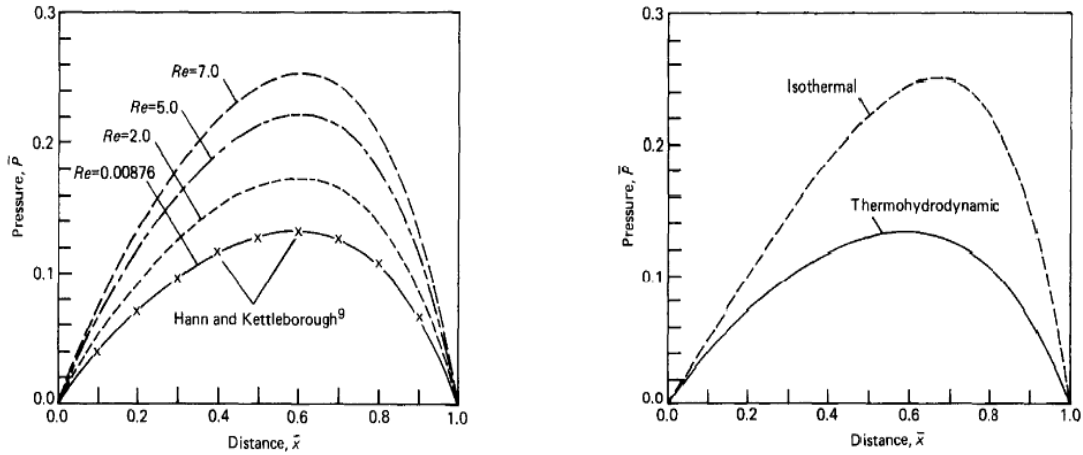 0.3
Re=7.0
Re=5.0
Re=2.0
Re=0.00876
0.2
0.1
0.0
Pressure, P̄
Hann and Kettleborough⁹
0.0 0.2 0.4 0.6 0.8 1.0
Distance, x̄
0.3
Isothermal
0.2
Thermohydrodynamic
0.1
0.0
Pressure, P̄
0.0 0.2 0.4 0.6 0.8 1.0
Distance, x̄